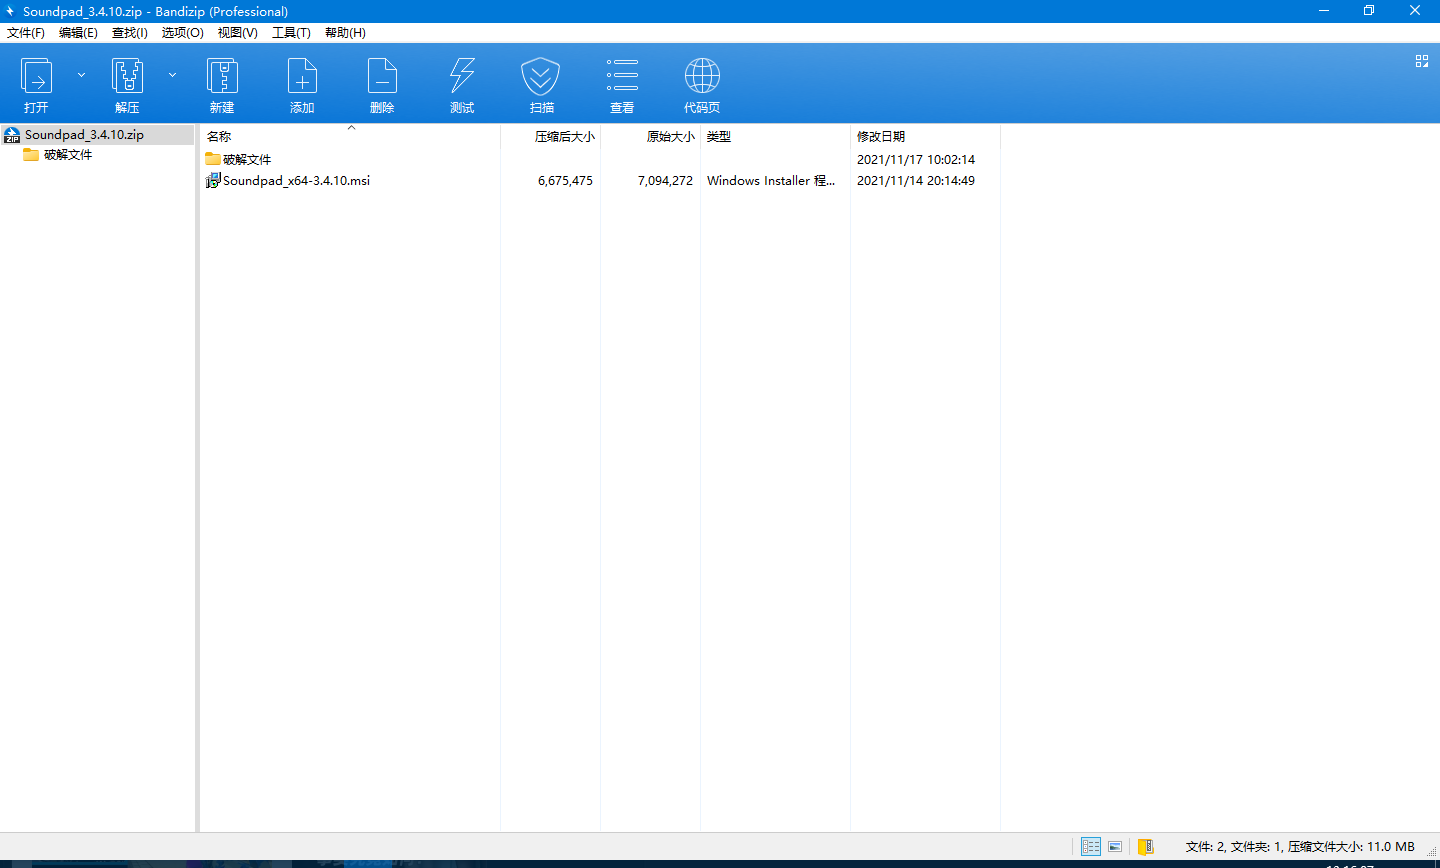 Soundpad_3.4.10.zip - Bandizip (Professional)
文件(F) 编辑(E) 查找(I) 选项(O) 视图(V) 工具(T) 帮助(H)
打开 解压 新建 添加 删除 测试 扫描 查看 代码页
Soundpad_3.4.10.zip
破解文件
名称 压缩后大小 原始大小 类型 修改日期
破解文件 2021/11/17 10:02:14
Soundpad_x64-3.4.10.msi 6,675,475 7,094,272 Windows Installer 程... 2021/11/14 20:14:49
文件: 2, 文件夹: 1, 压缩文件大小: 11.0 MB